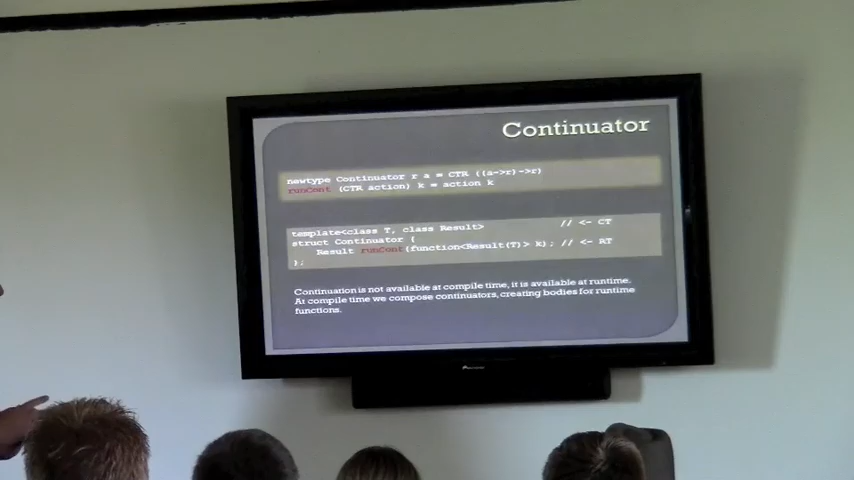 Continuator
newtype Continuator r a = CTR ((a->r)->r)
runCont (CTR action) k = action k
template<class T, class Result> // <- CT
struct Continuator {
Result runCont(function<Result(T)> k); // <- RT
};
Continuation is not available at compile time, it is available at runtime.
At compile time we compose continuators, creating bodies for runtime
functions.